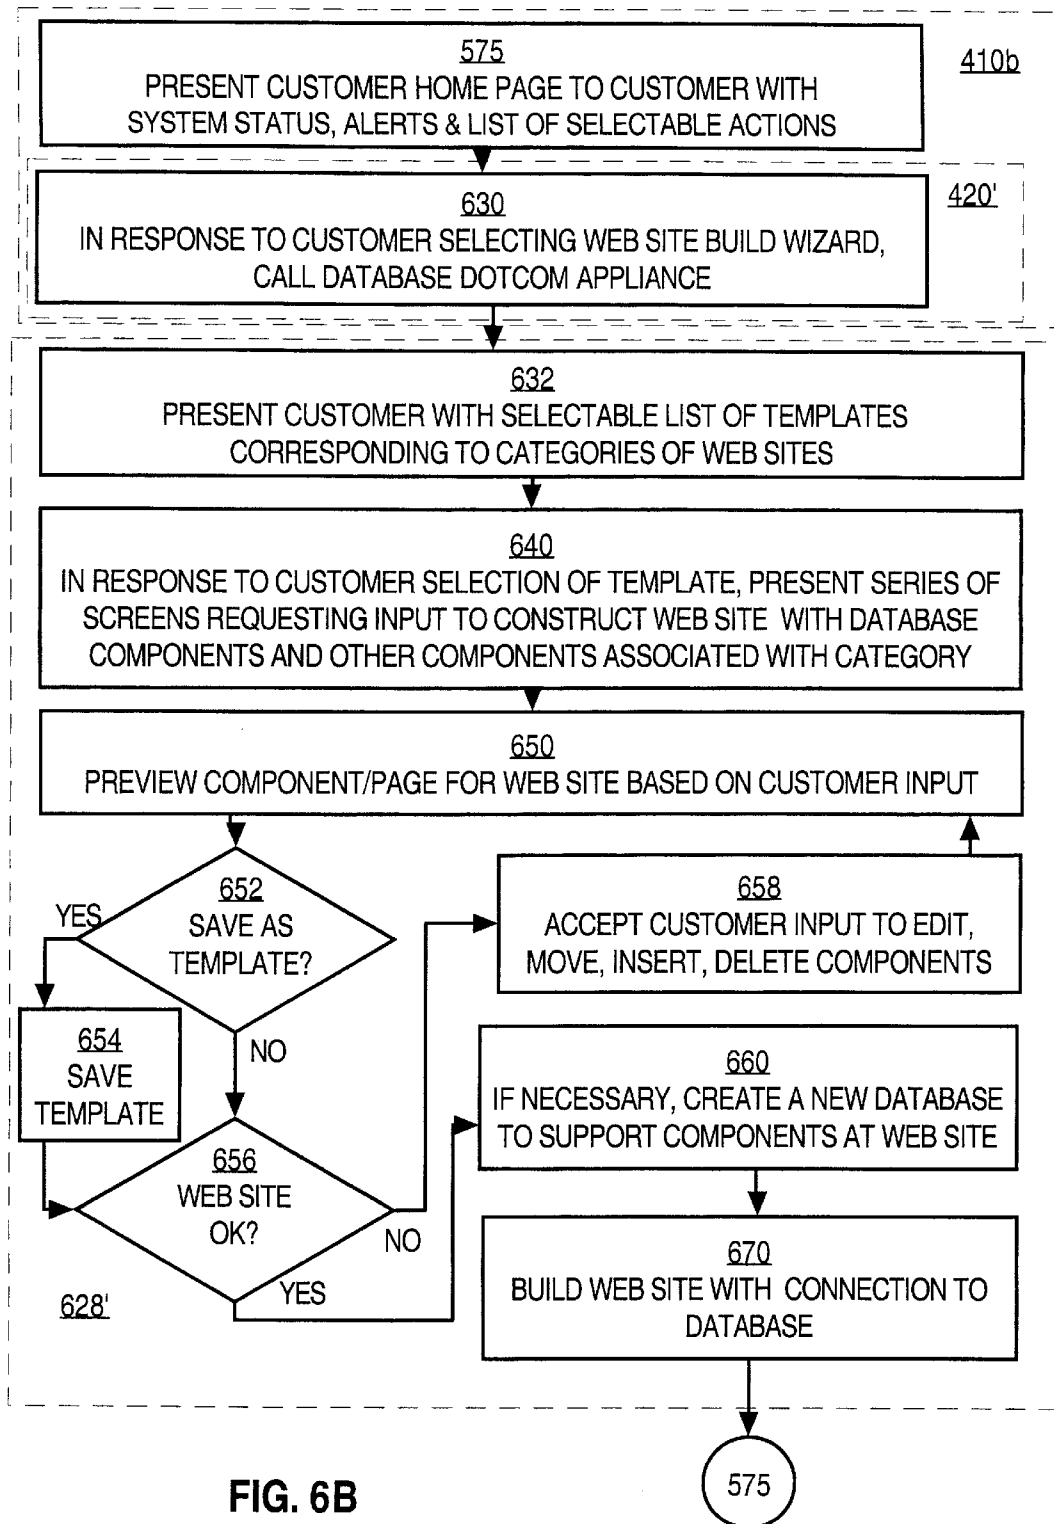 575
PRESENT CUSTOMER HOME PAGE TO CUSTOMER WITH
SYSTEM STATUS, ALERTS & LIST OF SELECTABLE ACTIONS
410b
630
IN RESPONSE TO CUSTOMER SELECTING WEB SITE BUILD WIZARD,
CALL DATABASE DOTCOM APPLIANCE
420'
632
PRESENT CUSTOMER WITH SELECTABLE LIST OF TEMPLATES
CORRESPONDING TO CATEGORIES OF WEB SITES
640
IN RESPONSE TO CUSTOMER SELECTION OF TEMPLATE, PRESENT SERIES OF
SCREENS REQUESTING INPUT TO CONSTRUCT WEB SITE WITH DATABASE
COMPONENTS AND OTHER COMPONENTS ASSOCIATED WITH CATEGORY
650
PREVIEW COMPONENT/PAGE FOR WEB SITE BASED ON CUSTOMER INPUT
652
SAVE AS
TEMPLATE?
YES
NO
658
ACCEPT CUSTOMER INPUT TO EDIT,
MOVE, INSERT, DELETE COMPONENTS
654
SAVE
TEMPLATE
656
WEB SITE
OK?
NO
YES
660
IF NECESSARY, CREATE A NEW DATABASE
TO SUPPORT COMPONENTS AT WEB SITE
670
BUILD WEB SITE WITH CONNECTION TO
DATABASE
628'
575
FIG. 6B